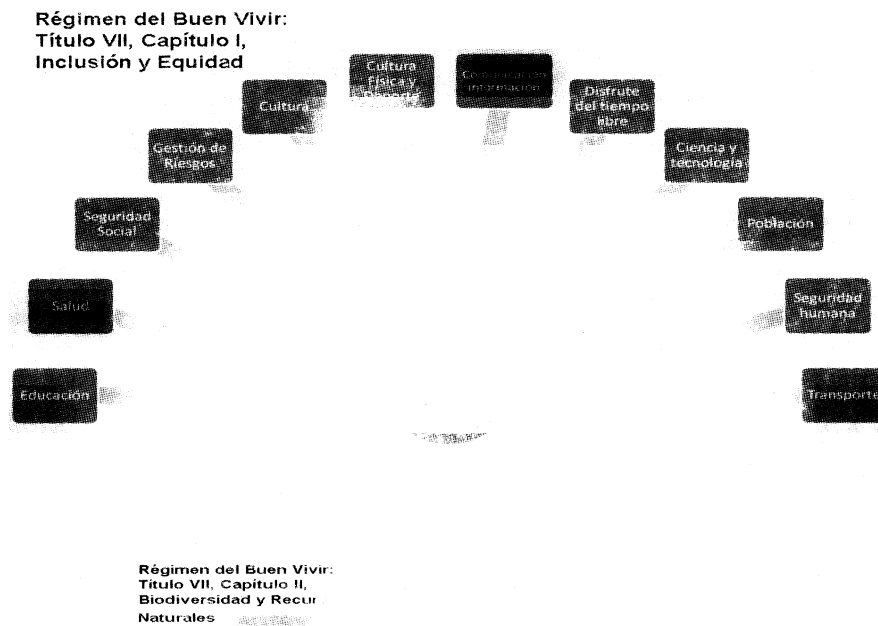 Régimen del Buen Vivir:
Título VII, Capítulo I,
Inclusión y Equidad
Cultura
Física y
Deporte
Comunicación
información
Cultura
Disfrute
del tiempo
libre
Gestión de
Riesgos
Ciencia y
tecnología
Seguridad
Social
Población
Salud
Seguridad
humana
Educación
Transporte
Régimen del Buen Vivir:
Título VII, Capítulo II,
Biodiversidad y Recur
Naturales